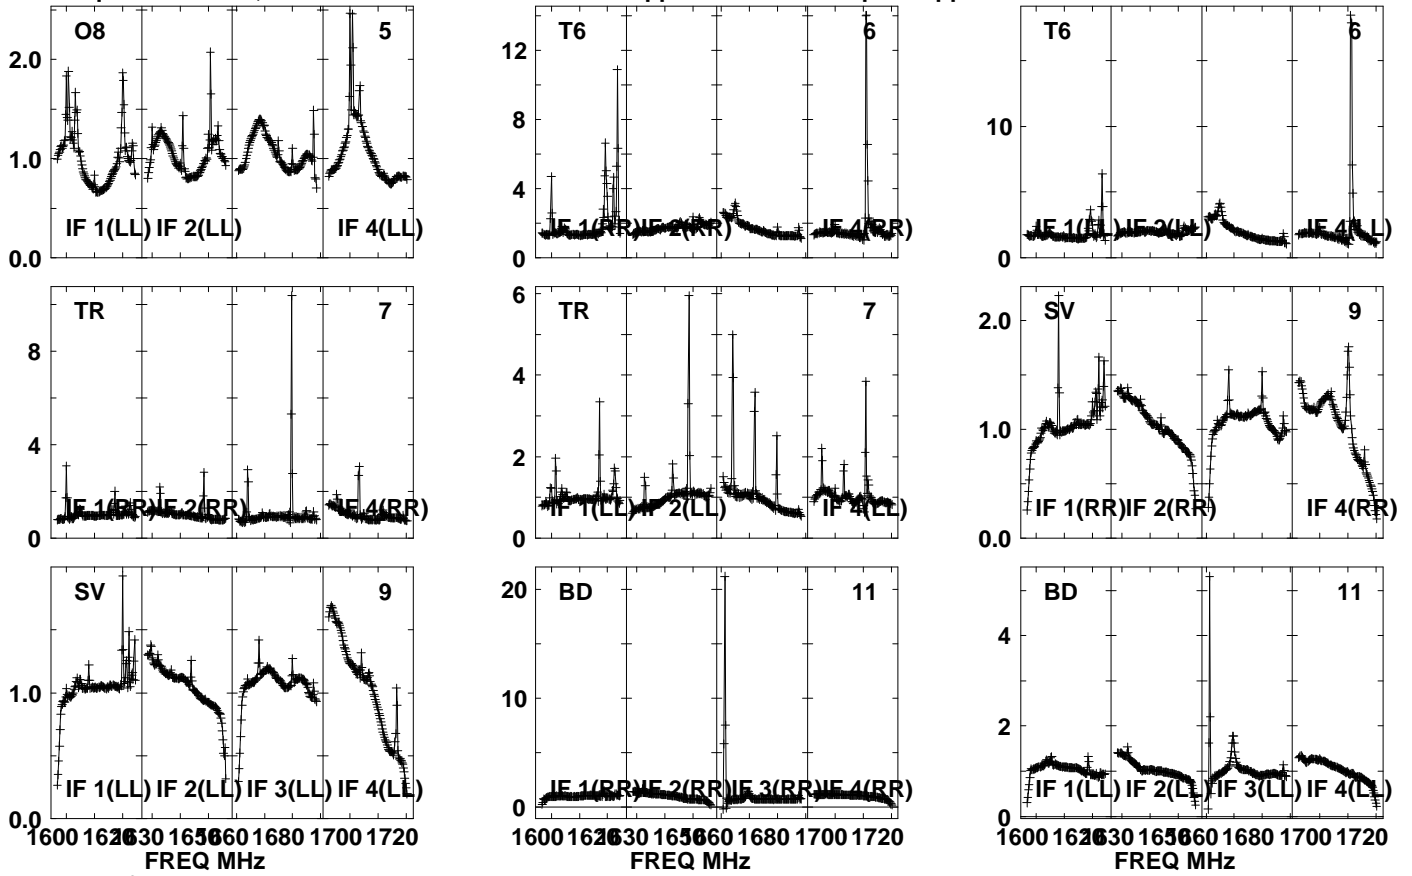 O8 5
2.0
1.0
0.0
IF 1(LL) IF 2(LL) IF 4(LL)
T6 6
12
8
4
0
IF 1(RR) IF 2(RR) IF 4(RR)
T6 6
10
0
IF 1(LL) IF 2(LL) IF 4(LL)
TR 7
8
4
0
IF 1(RR) IF 2(RR) IF 4(RR)
TR 7
6
4
2
0
IF 1(LL) IF 2(LL) IF 4(LL)
SV 9
2.0
1.0
0.0
IF 1(RR) IF 2(RR) IF 4(RR)
SV 9
1.0
0.0
IF 1(LL) IF 2(LL) IF 3(LL) IF 4(LL)
1600 1620 1630 1650 1660 1700 1720
FREQ MHz
BD 11
20
10
0
IF 1(RR) IF 2(RR) IF 3(RR) IF 4(RR)
1600 1620 1630 1650 1660 1680 1700 1720
FREQ MHz
BD 11
4
2
0
IF 1(LL) IF 2(LL) IF 3(LL) IF 4(LL)
1600 1620 1630 1650 1660 1680 1700 1720
FREQ MHz